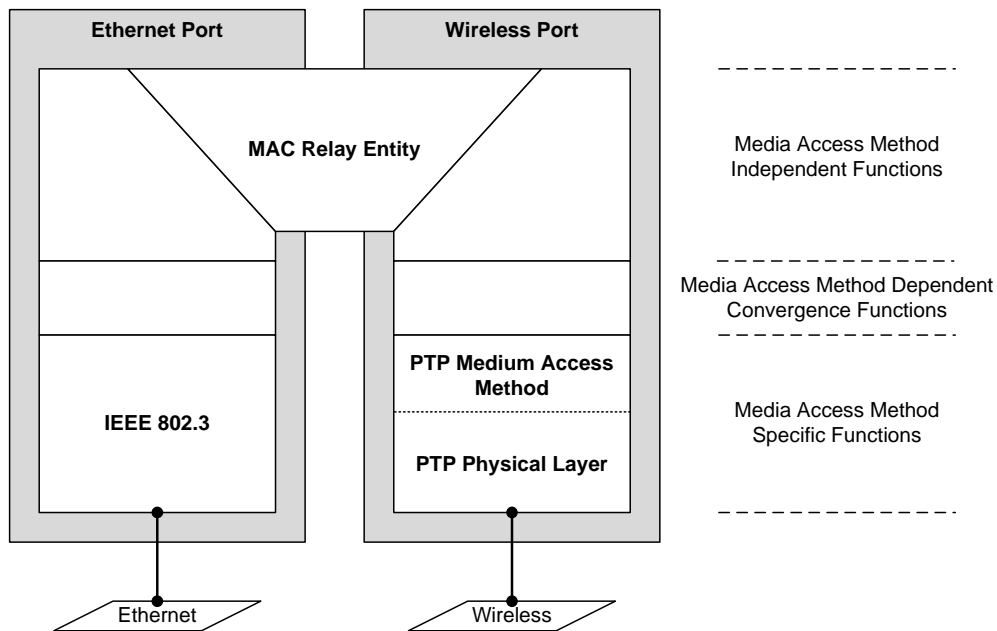 Ethernet Port
Wireless Port
MAC Relay Entity
Media Access Method
Independent Functions
Media Access Method Dependent
Convergence Functions
PTP Medium Access
Method
IEEE 802.3
PTP Physical Layer
Media Access Method
Specific Functions
Ethernet
Wireless